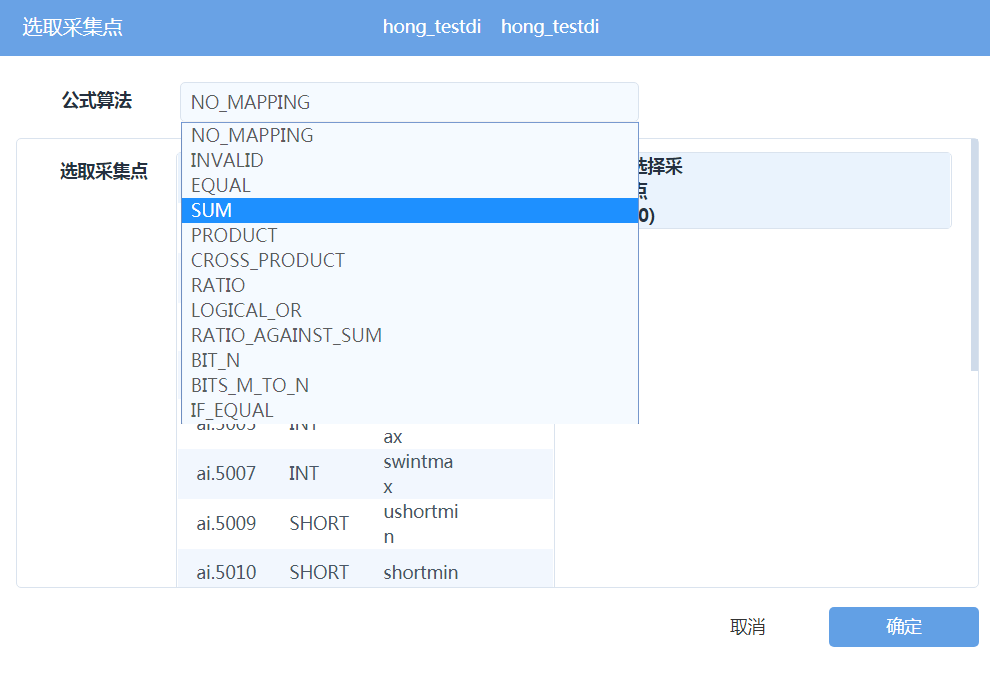 选取采集点 hong_testdi hong_testdi
公式算法 NO_MAPPING
NO_MAPPING
选取采集点
INVALID
EQUAL
SUM
PRODUCT
CROSS_PRODUCT
RATIO
LOGICAL_OR
RATIO_AGAINST_SUM
BIT_N
BITS_M_TO_N
IF_EQUAL
选择采
点
0)
ai.5005 INT
ax
ai.5007 INT swintma
x
ai.5009 SHORT ushortmi
n
ai.5010 SHORT shortmin
取消 确定